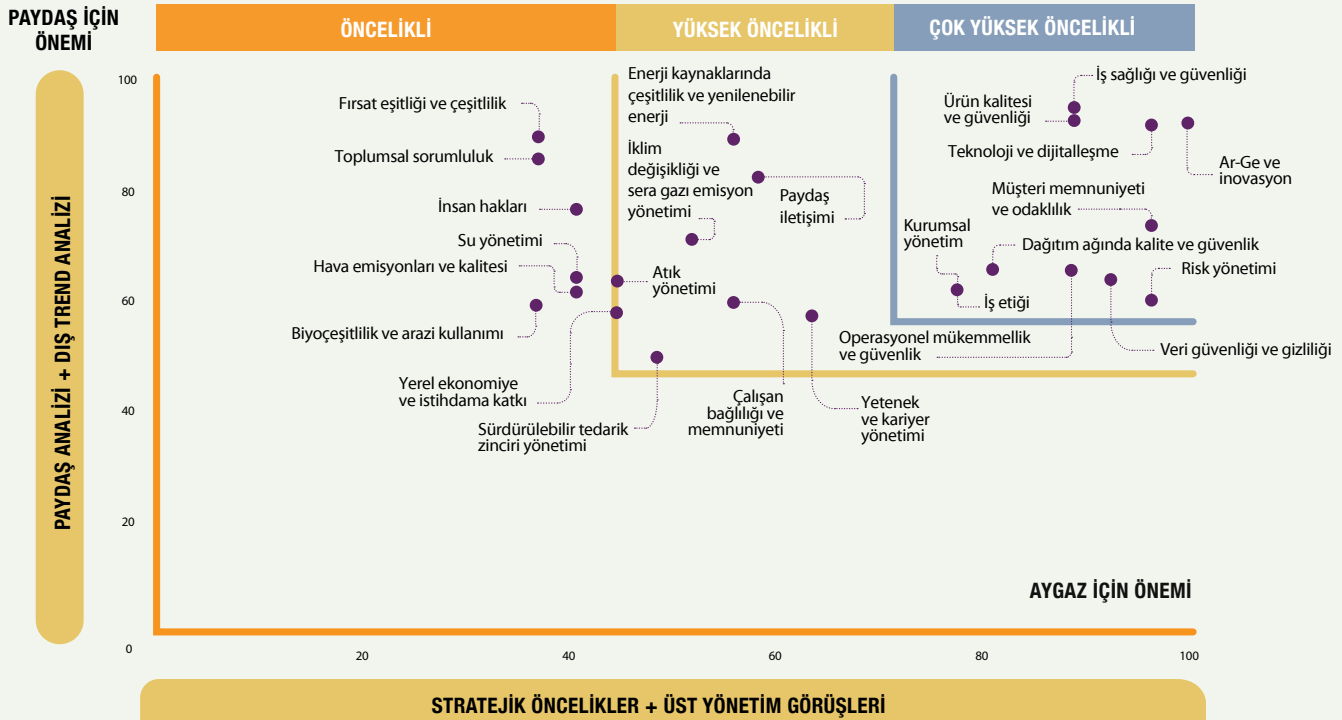 PAYDAŞ İÇİN
ÖNEMİ
ÖNCELİKLİ
YÜKSEK ÖNCELİKLİ
ÇOK YÜKSEK ÖNCELİKLİ
PAYDAŞ ANALİZİ + DIŞ TREND ANALİZİ
100
80
60
40
20
0
Fırsat eşitliği ve çeşitlilik
Toplumsal sorumluluk
İnsan hakları
Su yönetimi
Hava emisyonları ve kalitesi
Biyoçeşitlilik ve arazi kullanımı
Yerel ekonomiye
ve istihdama katkı
Sürdürülebilir tedarik
zinciri yönetimi
Enerji kaynaklarında
çeşitlilik ve yenilenebilir
enerji
İklim
değişikliği ve
sera gazı emisyon
yönetimi
Paydaş
iletişimi
Atık
yönetimi
Çalışan
bağlılığı ve
memnuniyeti
Yetenek
ve kariyer
yönetimi
İş sağlığı ve güvenliği
Ürün kalitesi
ve güvenliği
Teknoloji ve dijitalleşme
Ar-Ge ve
inovasyon
Müşteri memnuniyeti
ve odaklılık
Kurumsal
yönetim
Dağıtım ağında kalite ve güvenlik
Risk yönetimi
İş etiği
Operasyonel mükemmellik
ve güvenlik
Veri güvenliği ve gizliliği
AYGAZ İÇİN ÖNEMİ
20
40
60
80
100
STRATEJİK ÖNCELİKLER + ÜST YÖNETİM GÖRÜŞLERİ